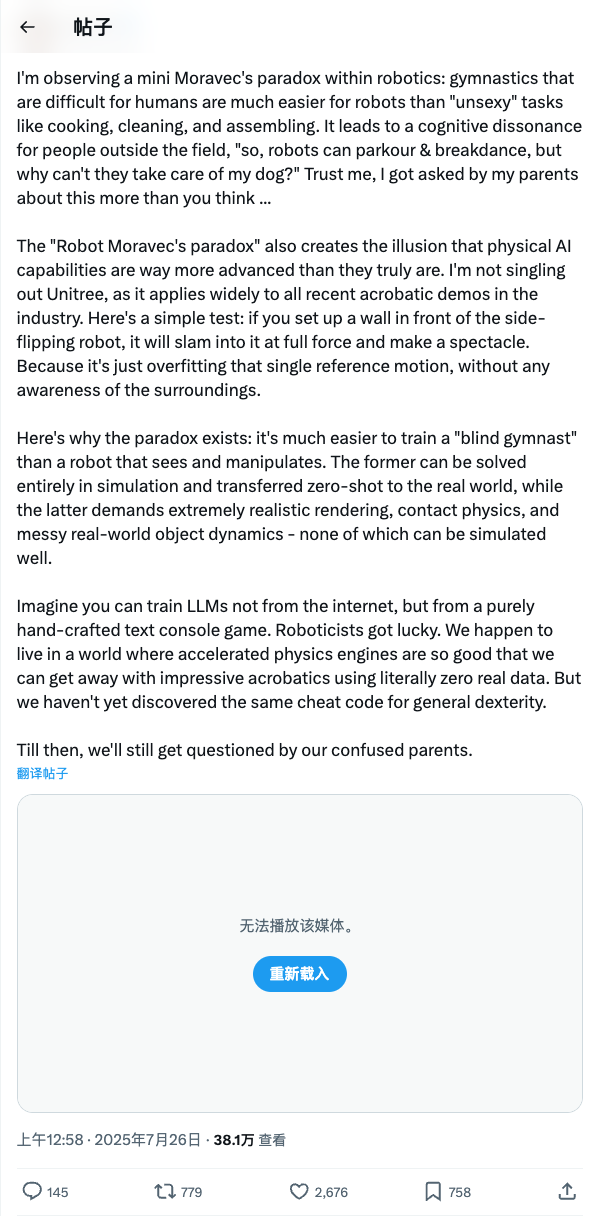 帖子
I'm observing a mini Moravec's paradox within robotics: gymnastics that
are difficult for humans are much easier for robots than "unsexy" tasks
like cooking, cleaning, and assembling. It leads to a cognitive dissonance
for people outside the field, "so, robots can parkour & breakdance, but
why can't they take care of my dog?" Trust me, I got asked by my parents
about this more than you think ...
The "Robot Moravec's paradox" also creates the illusion that physical AI
capabilities are way more advanced than they truly are. I'm not singling
out Unitree, as it applies widely to all recent acrobatic demos in the
industry. Here's a simple test: if you set up a wall in front of the side-
flipping robot, it will slam into it at full force and make a spectacle.
Because it's just overfitting that single reference motion, without any
awareness of the surroundings.
Here's why the paradox exists: it's much easier to train a "blind gymnast"
than a robot that sees and manipulates. The former can be solved
entirely in simulation and transferred zero-shot to the real world, while
the latter demands extremely realistic rendering, contact physics, and
messy real-world object dynamics - none of which can be simulated
well.
Imagine you can train LLMs not from the internet, but from a purely
hand-crafted text console game. Roboticists got lucky. We happen to
live in a world where accelerated physics engines are so good that we
can get away with impressive acrobatics using literally zero real data. But
we haven't yet discovered the same cheat code for general dexterity.
Till then, we'll still get questioned by our confused parents.
翻译帖子
无法播放该媒体。
重新载入
上午12:58 · 2025年7月26日 · 38.1万 查看
145 779 2,676 758